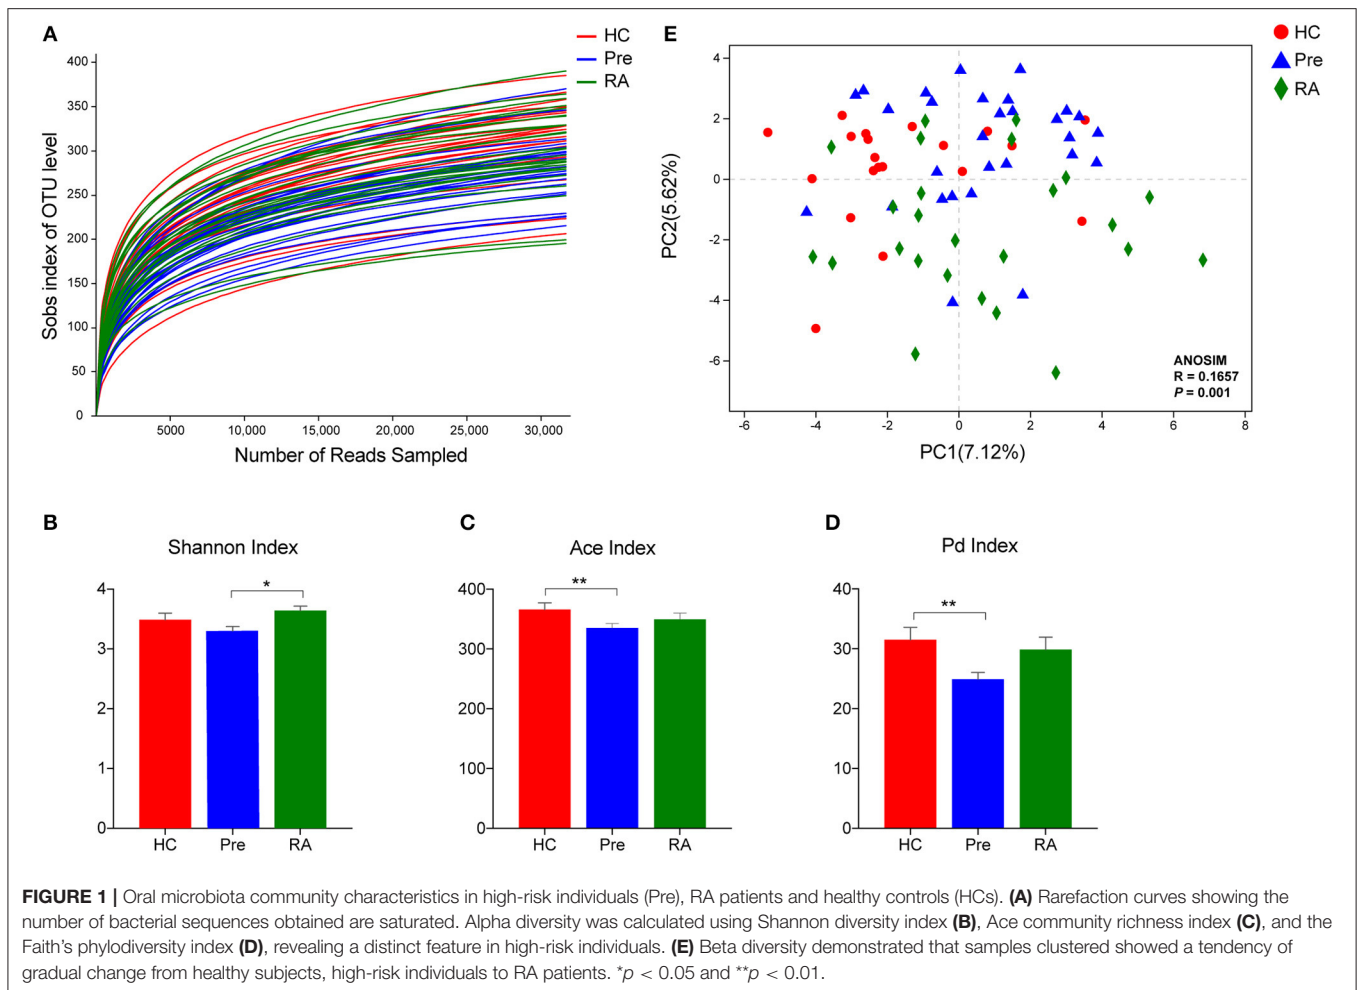 A
HC
Pre
RA
Sobs index of OTU level
400
350
300
250
200
150
100
50
0
5000
10,000
15,000
20,000
25,000
30,000
Number of Reads Sampled
E
HC
Pre
RA
PC2(5.62%)
4
2
0
-2
-4
-6
ANOSIM
R = 0.1657
P = 0.001
-6
-4
-2
0
2
4
6
8
PC1(7.12%)
B
Shannon Index
*
4
3
2
1
0
HC
Pre
RA
C
Ace Index
**
400
300
200
100
0
HC
Pre
RA
D
Pd Index
**
40
30
20
10
0
HC
Pre
RA
FIGURE 1 | Oral microbiota community characteristics in high-risk individuals (Pre), RA patients and healthy controls (HCs). (A) Rarefaction curves showing the
number of bacterial sequences obtained are saturated. Alpha diversity was calculated using Shannon diversity index (B), Ace community richness index (C), and the
Faith's phylodiversity index (D), revealing a distinct feature in high-risk individuals. (E) Beta diversity demonstrated that samples clustered showed a tendency of
gradual change from healthy subjects, high-risk individuals to RA patients. *p < 0.05 and **p < 0.01.